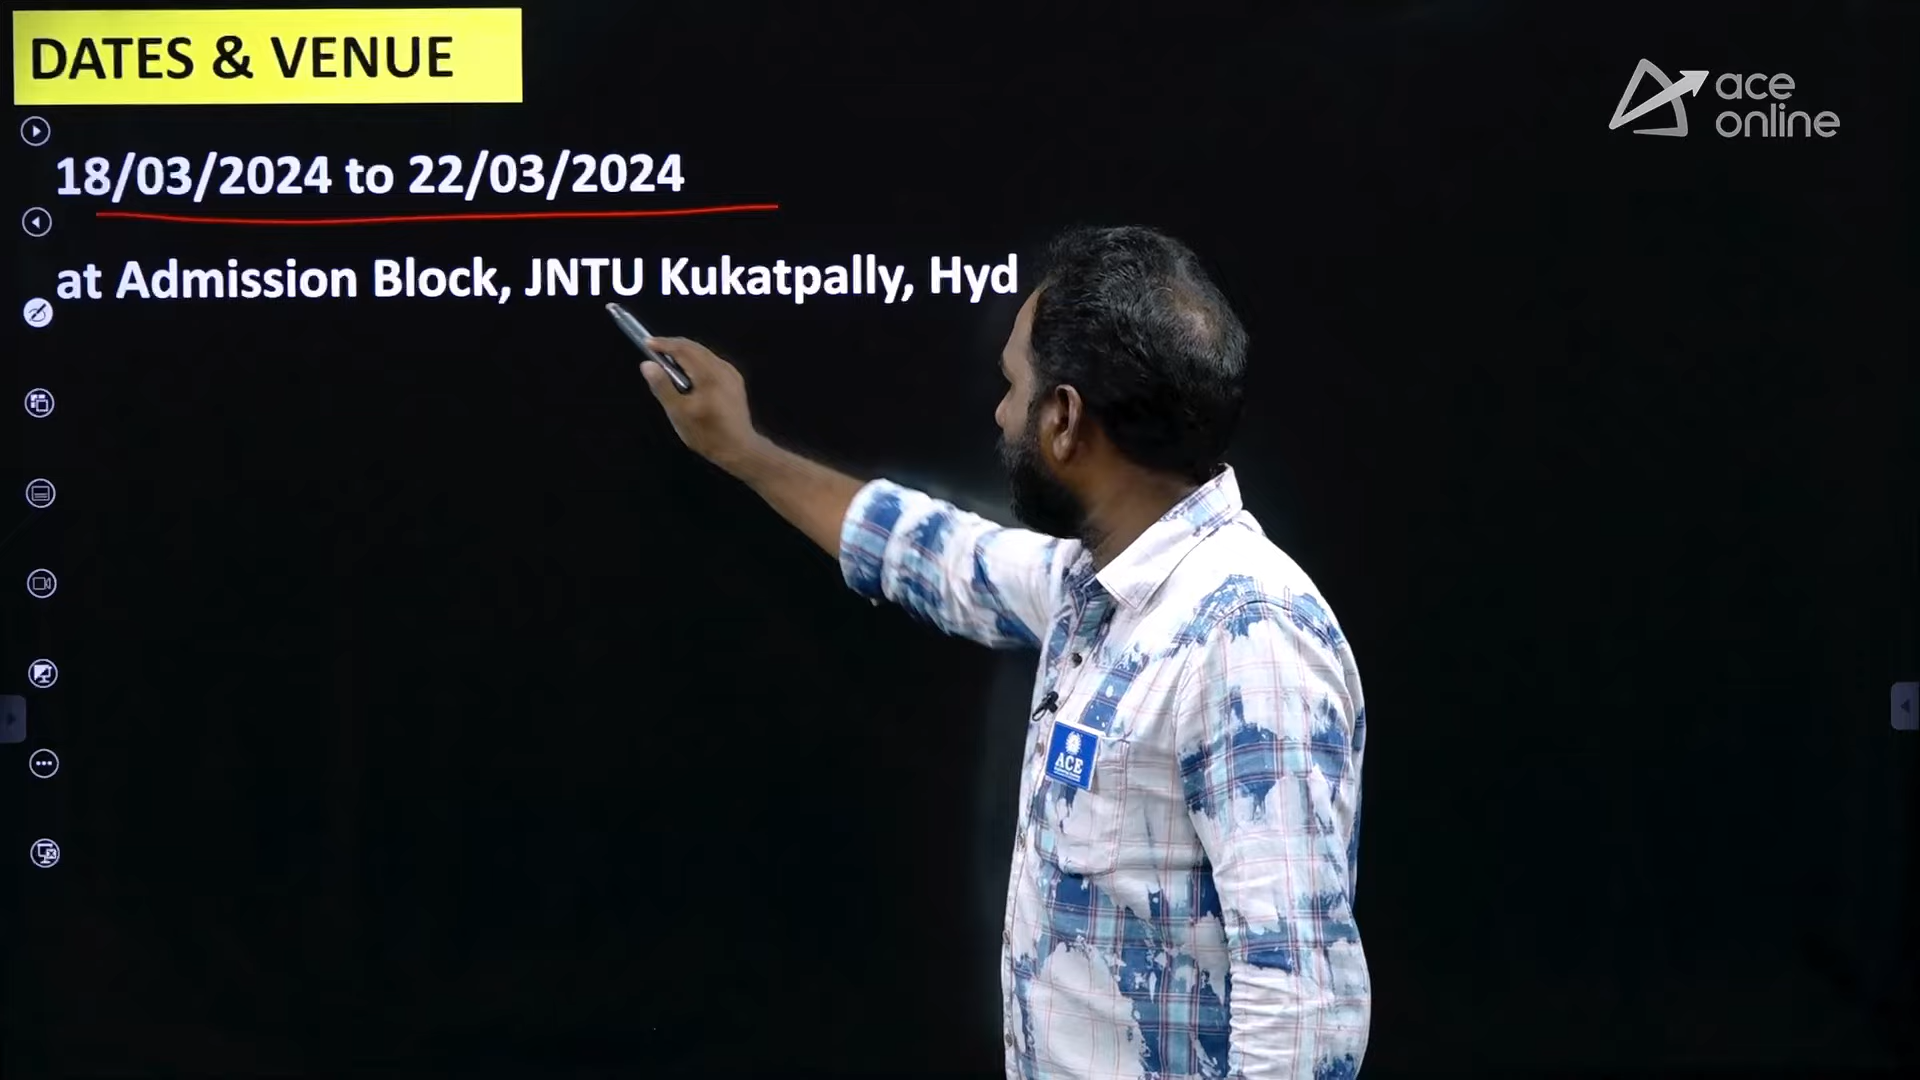 DATES & VENUE
ace
online
18/03/2024 to 22/03/2024
at Admission Block, JNTU Kukatpally, Hyd
ACE